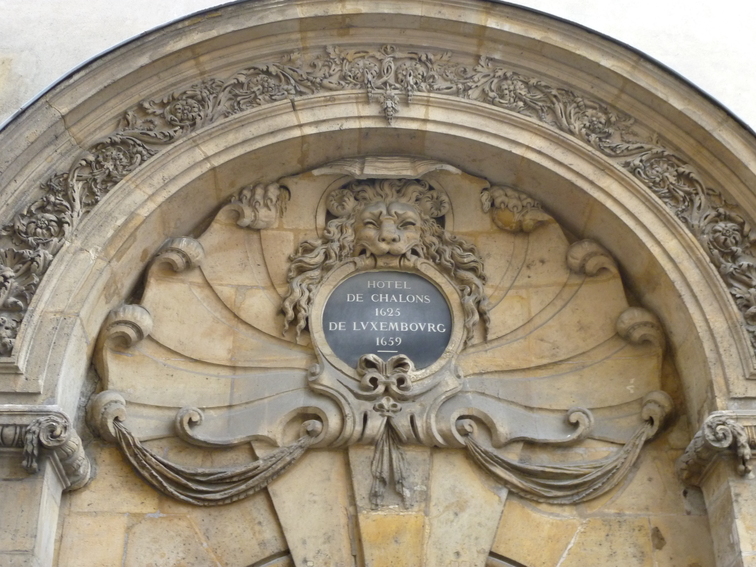 HOTEL
DE CHALONS
1625
DE LVXEMBOVRG
1659